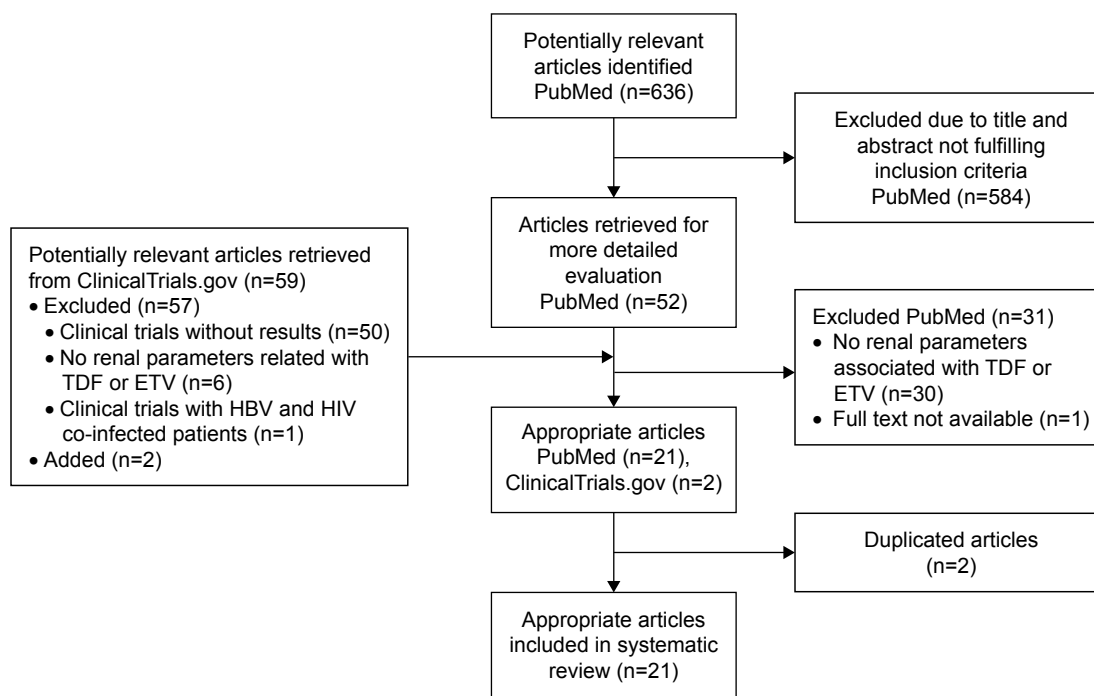 Potentially relevant
articles identified
PubMed (n=636)
Excluded due to title and
abstract not fulfilling
inclusion criteria
PubMed (n=584)
Articles retrieved for
more detailed
evaluation
PubMed (n=52)
Potentially relevant articles retrieved
from ClinicalTrials.gov (n=59)
• Excluded (n=57)
• Clinical trials without results (n=50)
• No renal parameters related with
TDF or ETV (n=6)
• Clinical trials with HBV and HIV
co-infected patients (n=1)
• Added (n=2)
Excluded PubMed (n=31)
• No renal parameters
associated with TDF or
ETV (n=30)
• Full text not available (n=1)
Appropriate articles
PubMed (n=21),
ClinicalTrials.gov (n=2)
Duplicated articles
(n=2)
Appropriate articles
included in systematic
review (n=21)